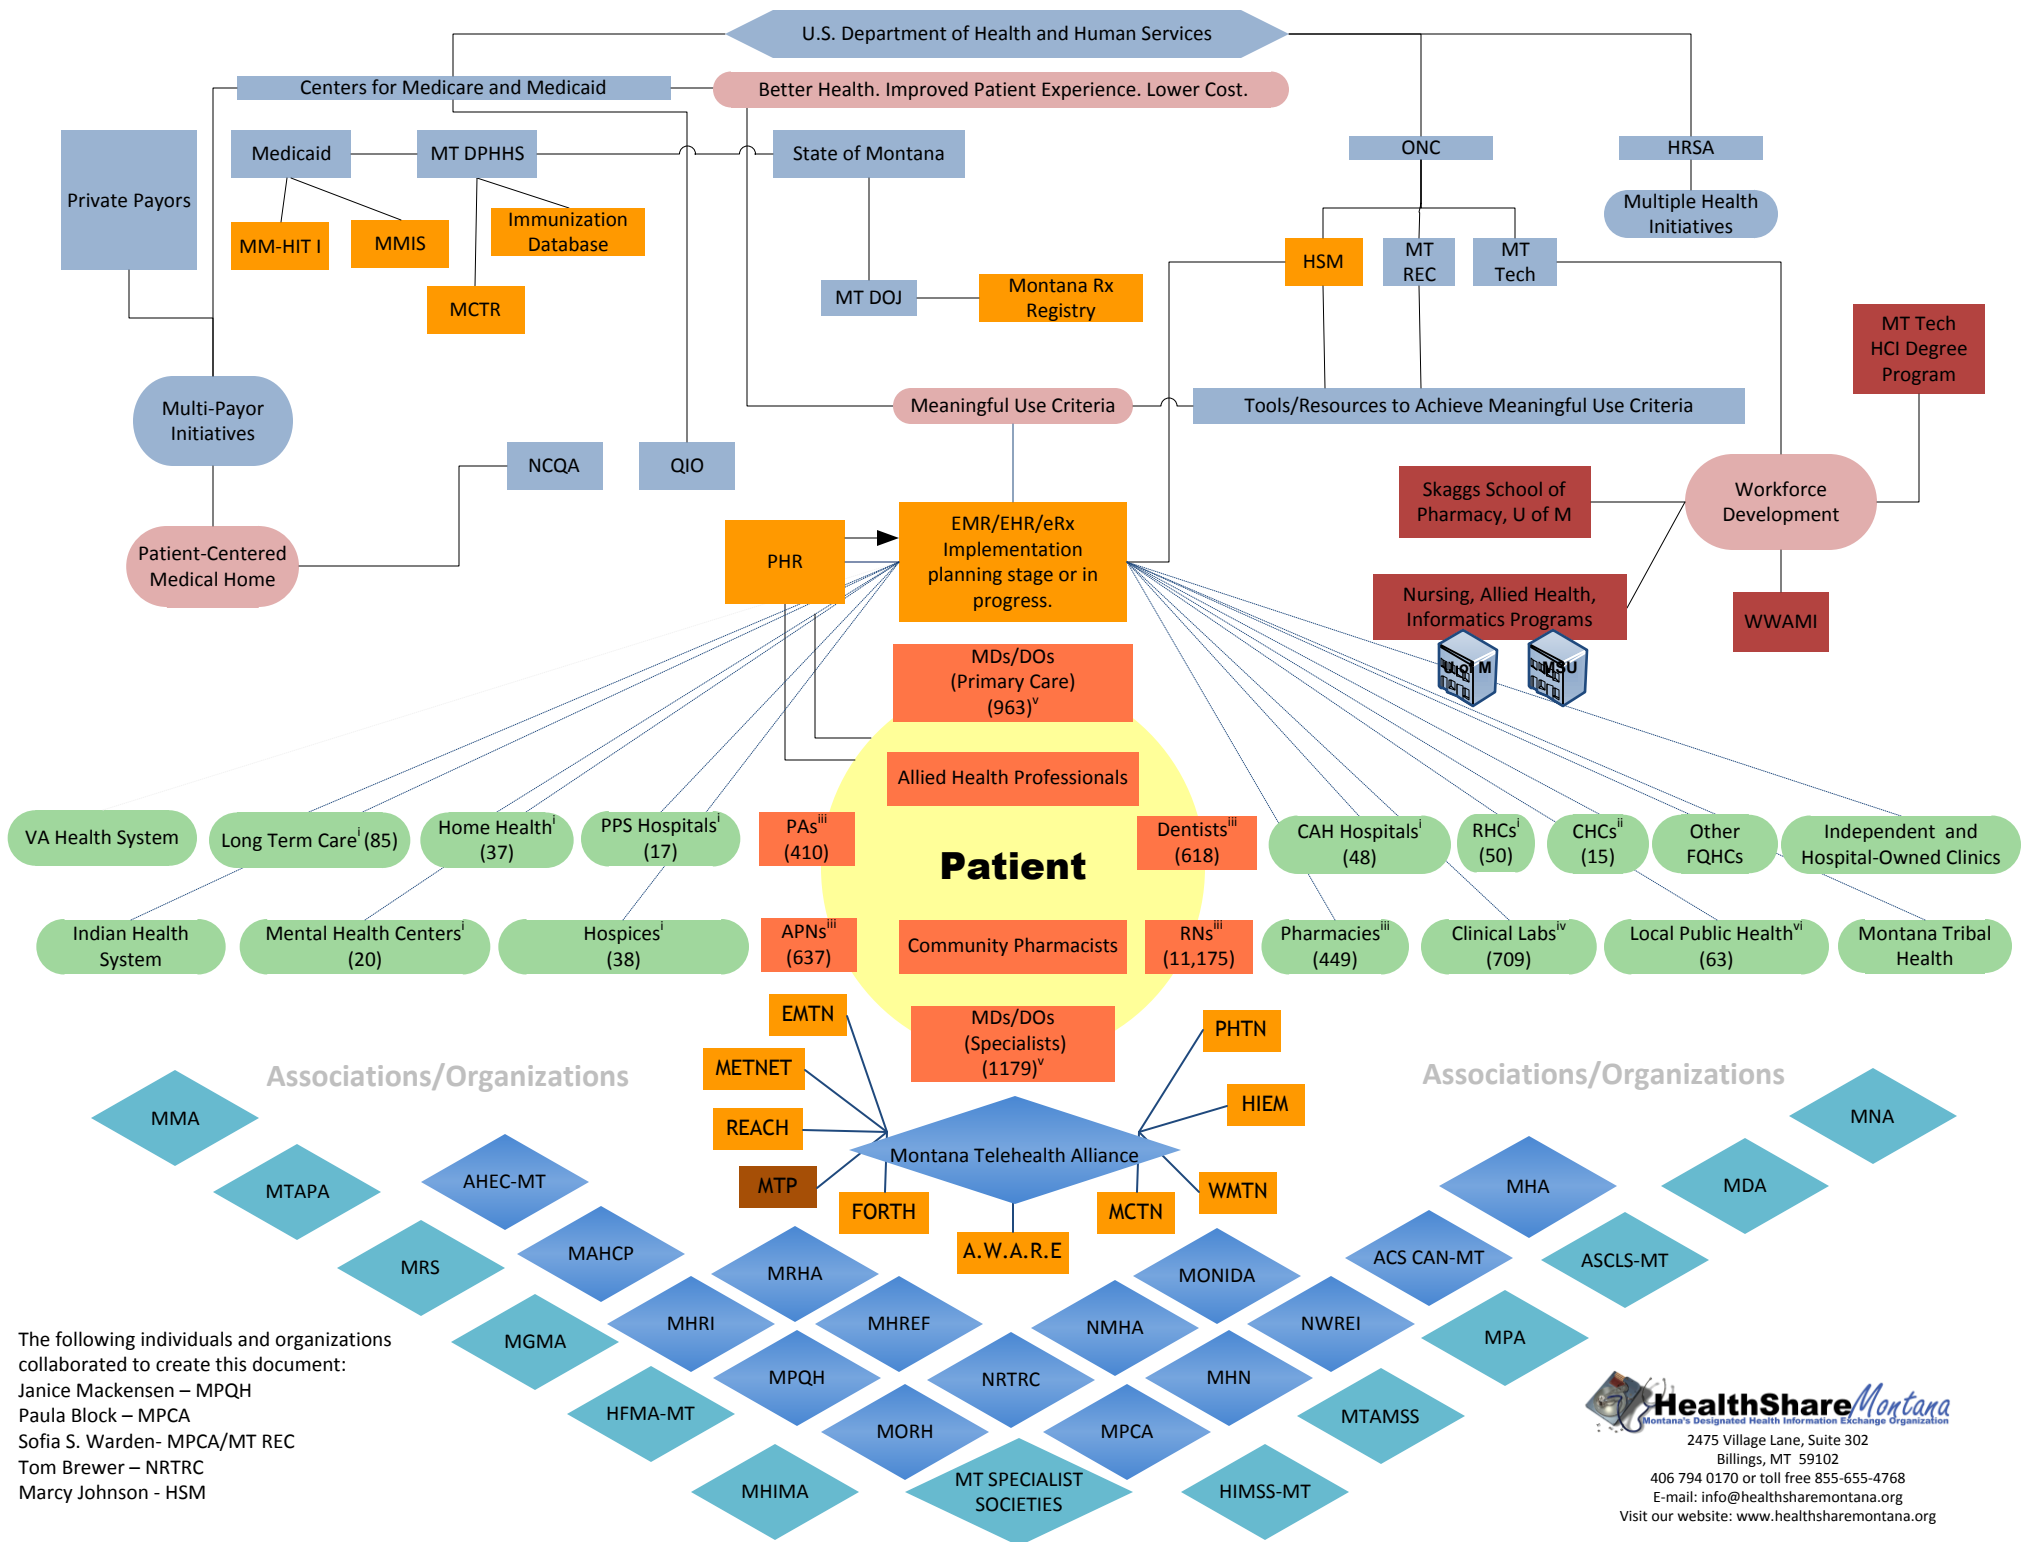 U.S. Department of Health and Human Services
Centers for Medicare and Medicaid
Better Health. Improved Patient Experience. Lower Cost.
Private Payors
Medicaid
MT DPHHS
State of Montana
ONC
HRSA
Multiple Health
Initiatives
MM-HIT I
MMIS
Immunization
Database
MCTR
MT DOJ
Montana Rx
Registry
HSM
MT
REC
MT
Tech
MT Tech
HCI Degree
Program
Multi-Payor
Initiatives
Meaningful Use Criteria
Tools/Resources to Achieve Meaningful Use Criteria
NCQA
QIO
Skaggs School of
Pharmacy, U of M
Workforce
Development
Patient-Centered
Medical Home
PHR
EMR/EHR/eRx
Implementation
planning stage or in
progress.
Nursing, Allied Health,
Informatics Programs
WWAMI
U of M
MSU
MDs/DOs
(Primary Care)
(963)v
Allied Health Professionals
VA Health System
Long Term Carei (85)
Home Healthi
(37)
PPS Hospitalsi
(17)
PAsiii
(410)
Patient
Dentistsiii
(618)
CAH Hospitalsi
(48)
RHCsi
(50)
CHCsii
(15)
Other
FQHCs
Independent and
Hospital-Owned Clinics
Indian Health
System
Mental Health Centersi
(20)
Hospicesi
(38)
APNsiii
(637)
Community Pharmacists
RNsiii
(11,175)
Pharmaciesiii
(449)
Clinical Labsiv
(709)
Local Public Healthvi
(63)
Montana Tribal
Health
MDs/DOs
(Specialists)
(1179)v
EMTN
METNET
REACH
MTP
FORTH
A.W.A.R.E
MCTN
WMTN
HIEM
PHTN
Montana Telehealth Alliance
Associations/Organizations
Associations/Organizations
MMA
MTAPA
MRS
MGMA
HFMA-MT
MHIMA
AHEC-MT
MAHCP
MHRI
MPQH
MORH
MRHA
MHREF
NRTRC
MT SPECIALIST
SOCIETIES
MONIDA
NMHA
MPCA
MHN
NWREI
ACS CAN-MT
MHA
MNA
MDA
ASCLS-MT
MPA
MTAMSS
HIMSS-MT
The following individuals and organizations
collaborated to create this document:
Janice Mackensen – MPQH
Paula Block – MPCA
Sofia S. Warden- MPCA/MT REC
Tom Brewer – NRTRC
Marcy Johnson - HSM
HealthShare Montana
Montana's Designated Health Information Exchange Organization
2475 Village Lane, Suite 302
Billings, MT 59102
406 794 0170 or toll free 855-655-4768
E-mail: info@healthsharemontana.org
Visit our website: www.healthsharemontana.org